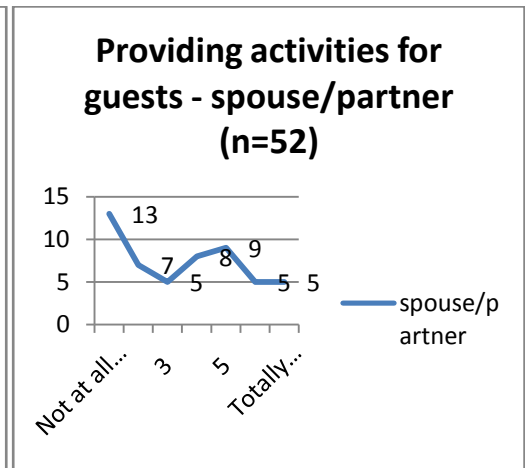 Providing activities for
guests - spouse/partner
(n=52)
15
10
5
0
13
7
5
8
9
5
5
Not at all...
3
5
Totally...
spouse/p
artner